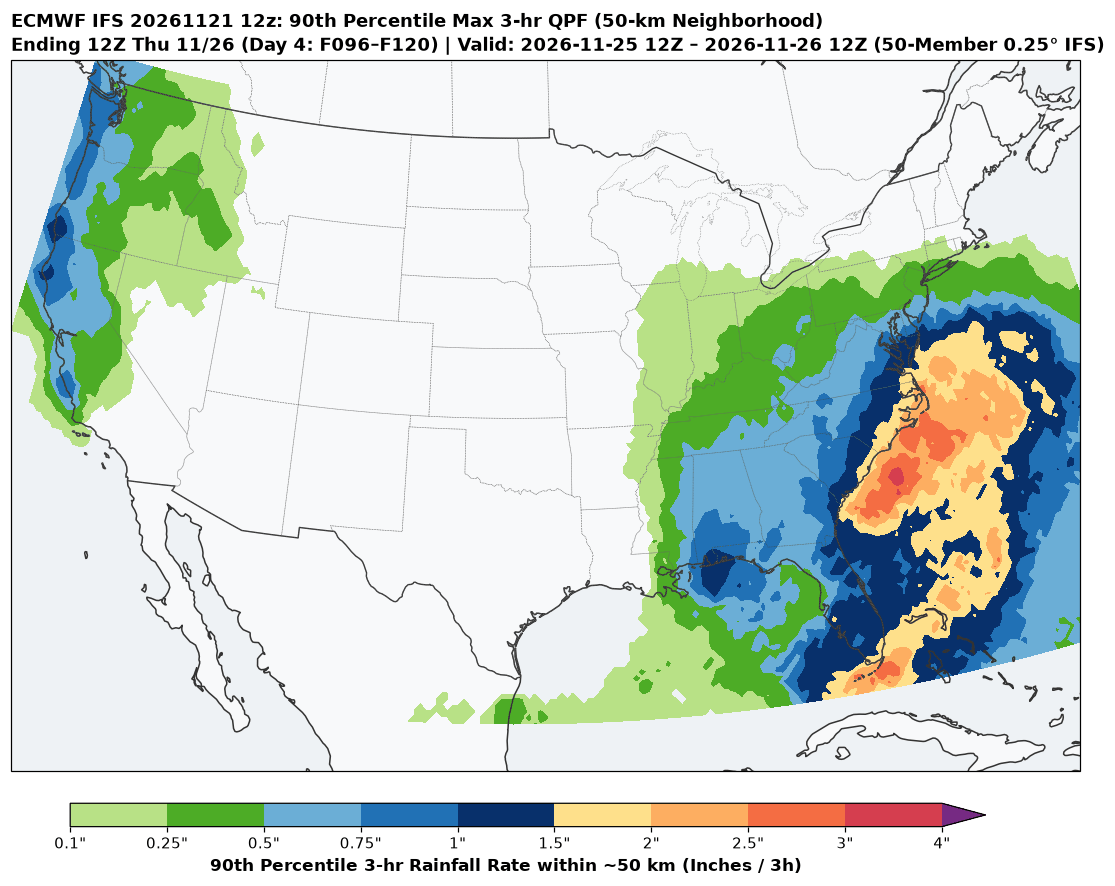 ECMWF IFS 20261121 12z: 90th Percentile Max 3-hr QPF (50-km Neighborhood)
Ending 12Z Thu 11/26 (Day 4: F096–F120) | Valid: 2026-11-25 12Z – 2026-11-26 12Z (50-Member 0.25° IFS)
0.1" 0.25" 0.5" 0.75" 1" 1.5" 2" 2.5" 3" 4"
90th Percentile 3-hr Rainfall Rate within ~50 km (Inches / 3h)